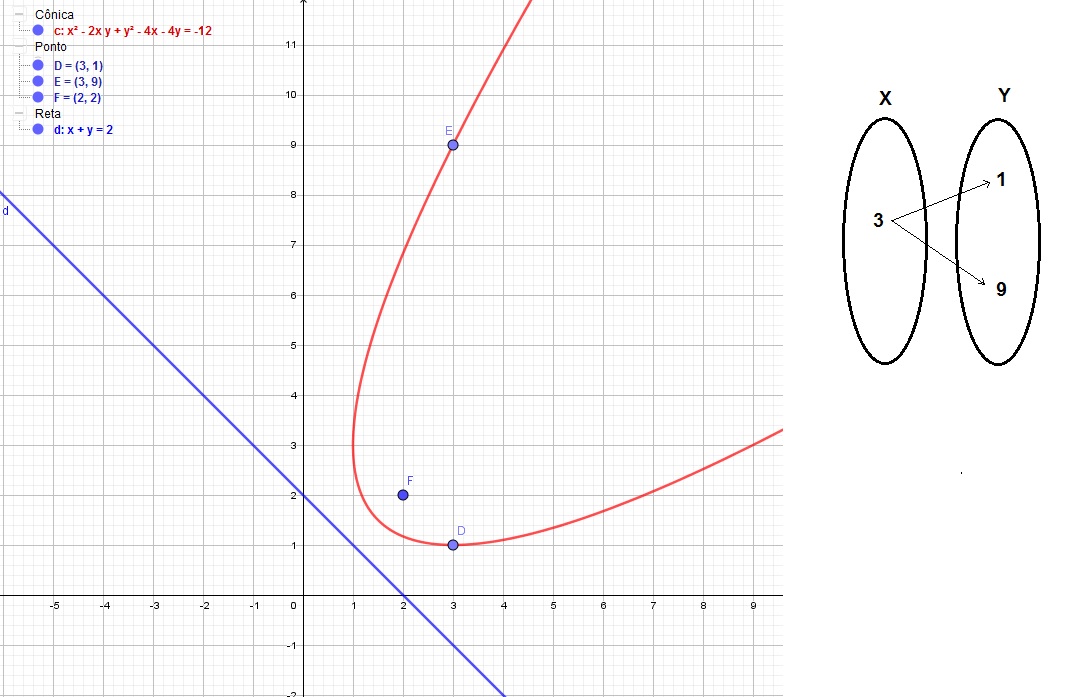 Cônica
c: x² - 2x y + y² - 4x - 4y = -12
Ponto
D = (3, 1)
E = (3, 9)
F = (2, 2)
Reta
d: x + y = 2
11
10
E
9
8
d
7
6
5
4
3
F
2
D
1
-5 -4 -3 -2 -1 0 1 2 3 4 5 6 7 8 9
-1
-2
X Y
1
3
9